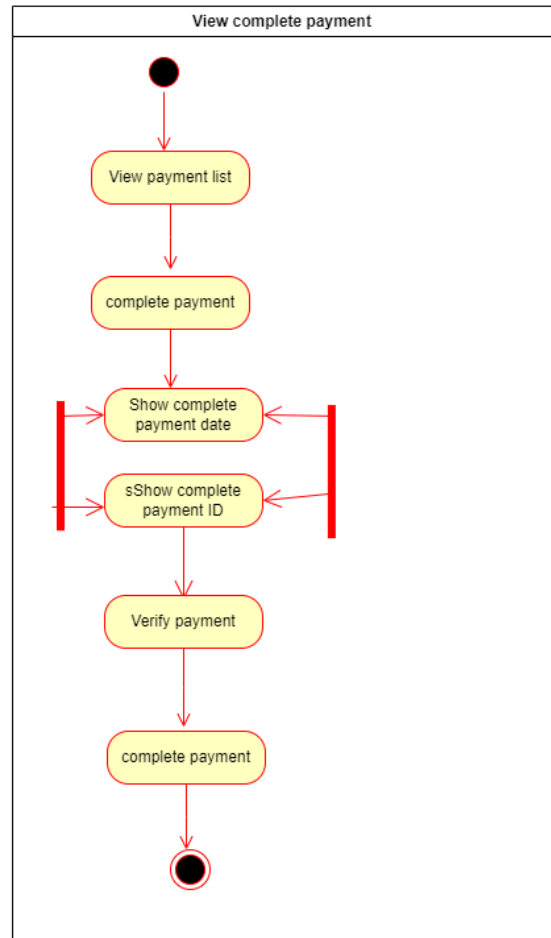 View complete payment
View payment list
complete payment
Show complete
payment date
sShow complete
payment ID
Verify payment
complete payment